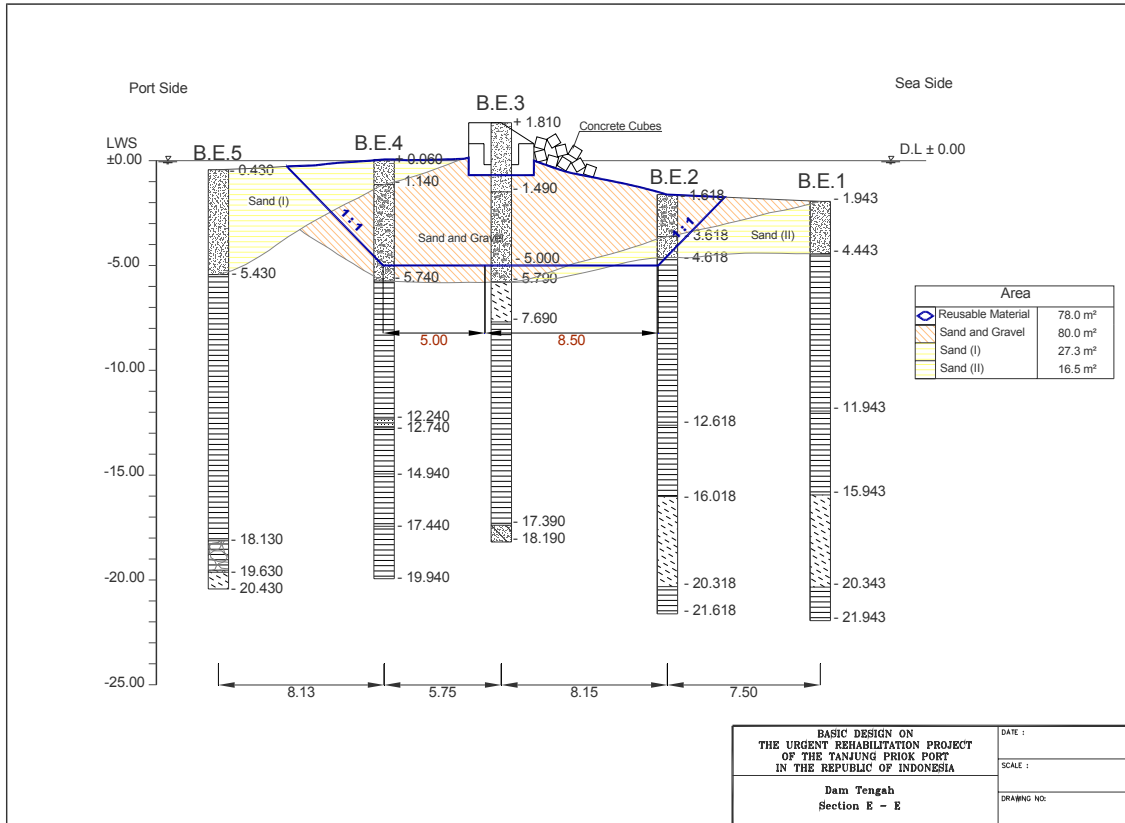 Port Side
Sea Side
B.E.3
+ 1.810
Concrete Cubes
LWS
±0.00
B.E.5
B.E.4
+ 0.060
D.L ± 0.00
- 0.430
B.E.2
B.E.1
- 1.140
- 1.490
- 1.618
- 1.943
Sand (I)
1:1
Sand and Gravel
- 3.618
1:1
Sand (II)
- 4.443
-5.00
- 5.430
- 5.000
- 4.618
- 5.740
- 5.790
Area
Reusable Material 78.0 m²
Sand and Gravel 80.0 m²
Sand (I) 27.3 m²
Sand (II) 16.5 m²
- 7.690
5.00
8.50
-10.00
- 12.240
- 12.740
- 12.618
- 11.943
- 14.940
-15.00
- 16.018
- 15.943
- 17.440
- 17.390
- 18.130
- 18.190
- 19.630
- 19.940
-20.00
- 20.430
- 20.318
- 20.343
- 21.618
- 21.943
-25.00
8.13
5.75
8.15
7.50
BASIC DESIGN ON
THE URGENT REHABILITATION PROJECT
OF THE TANJUNG PRIOK PORT
IN THE REPUBLIC OF INDONESIA
Dam Tengah
Section E - E
DATE :
SCALE :
DRAWING NO: